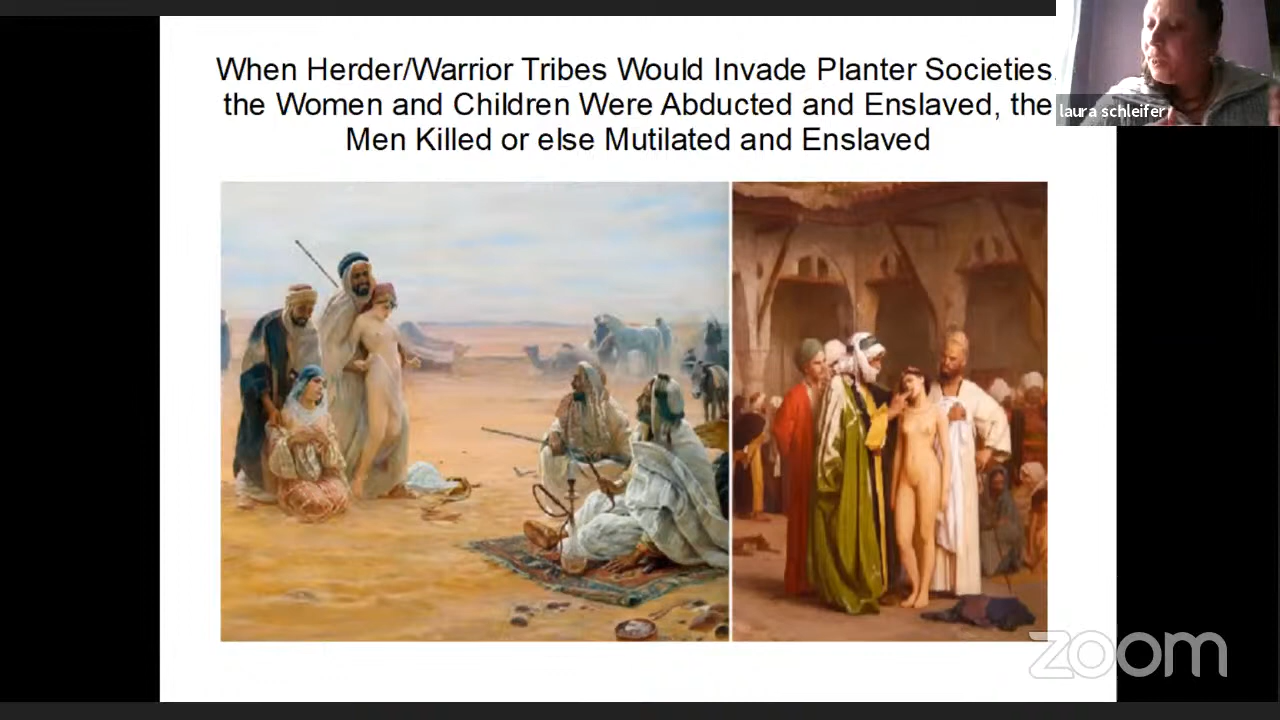 When Herder/Warrior Tribes Would Invade Planter Societies,
the Women and Children Were Abducted and Enslaved, the
Men Killed or else Mutilated and Enslaved
laura schleifer
zoom